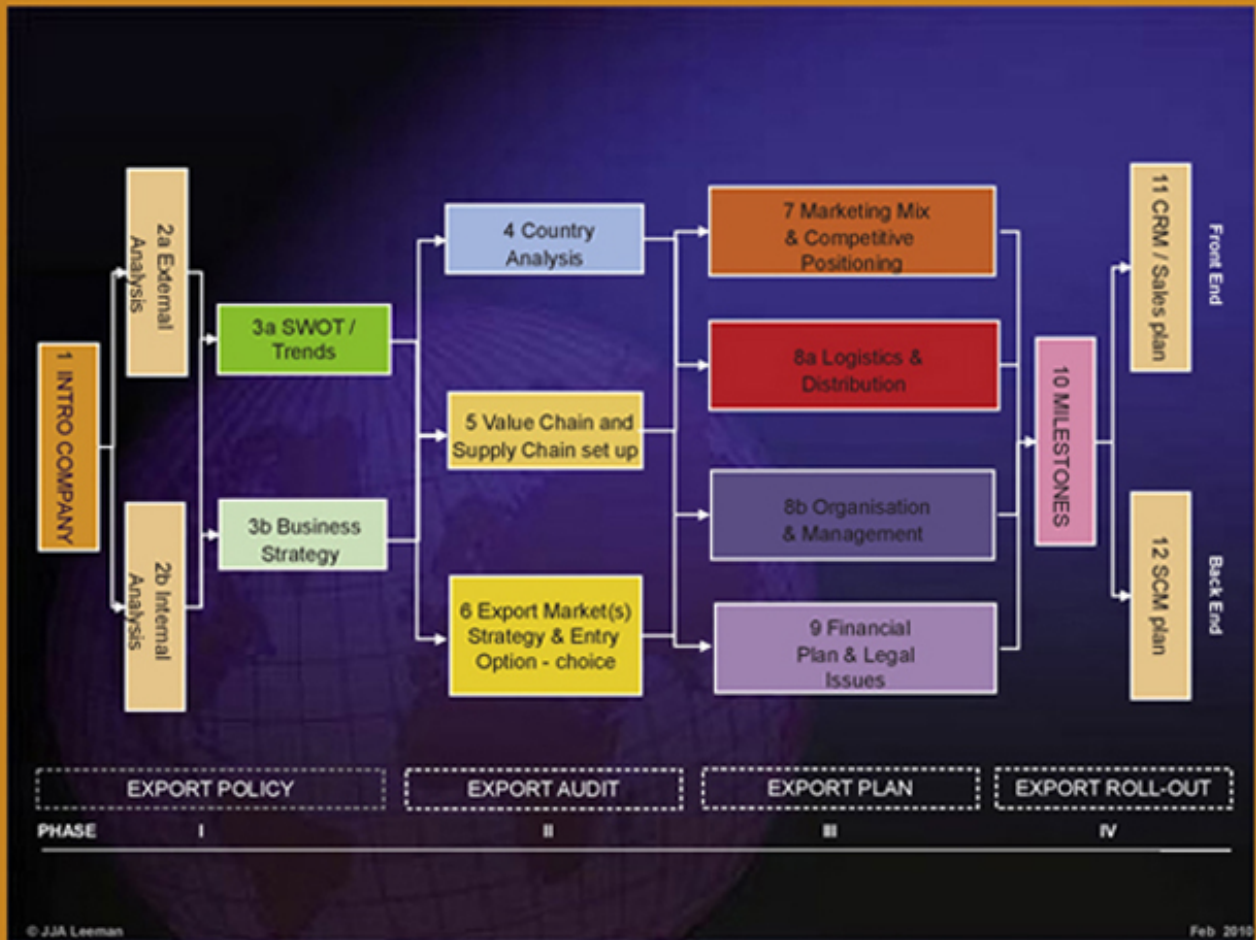 1 INTRO COMPANY
2a External
Analysis
2b Internal
Analysis
3a SWOT /
Trends
3b Business
Strategy
4 Country
Analysis
5 Value Chain and
Supply Chain set up
6 Export Market(s)
Strategy & Entry
Option - choice
7 Marketing Mix
& Competitive
Positioning
8a Logistics &
Distribution
8b Organisation
& Management
9 Financial
Plan & Legal
Issues
10 MILESTONES
11 CRM / Sales plan
Front End
12 SCM plan
Back End
EXPORT POLICY
EXPORT AUDIT
EXPORT PLAN
EXPORT ROLL-OUT
PHASE I II III IV
© JJA Leeman
Feb 2010